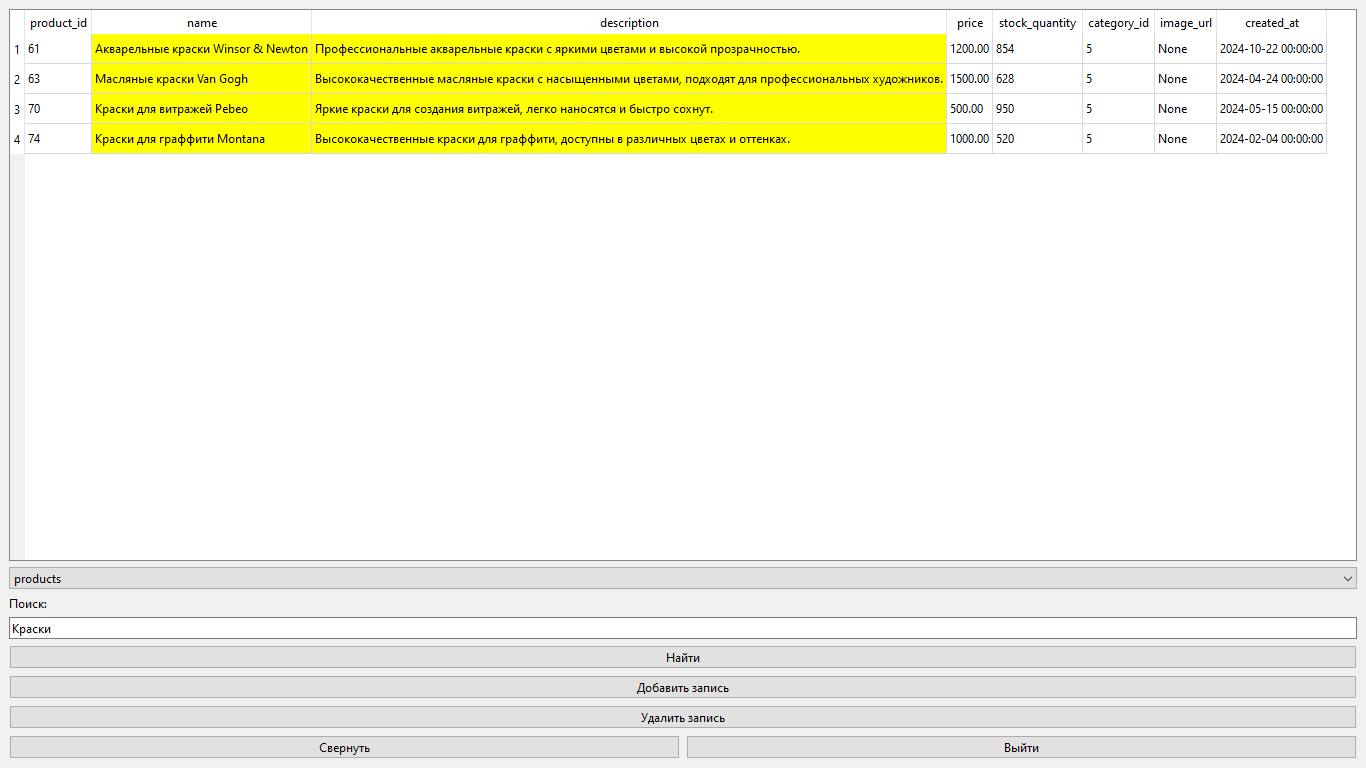 product_id name description price stock_quantity category_id image_url created_at
1 61 Акварельные краски Winsor & Newton Профессиональные акварельные краски с яркими цветами и высокой прозрачностью. 1200.00 854 5 None 2024-10-22 00:00:00
2 63 Масляные краски Van Gogh Высококачественные масляные краски с насыщенными цветами, подходят для профессиональных художников. 1500.00 628 5 None 2024-04-24 00:00:00
3 70 Краски для витражей Pebeo Яркие краски для создания витражей, легко наносятся и быстро сохнут. 500.00 950 5 None 2024-05-15 00:00:00
4 74 Краски для граффити Montana Высококачественные краски для граффити, доступны в различных цветах и оттенках. 1000.00 520 5 None 2024-02-04 00:00:00
products
Поиск:
Краски
Найти
Добавить запись
Удалить запись
Свернуть Выйти